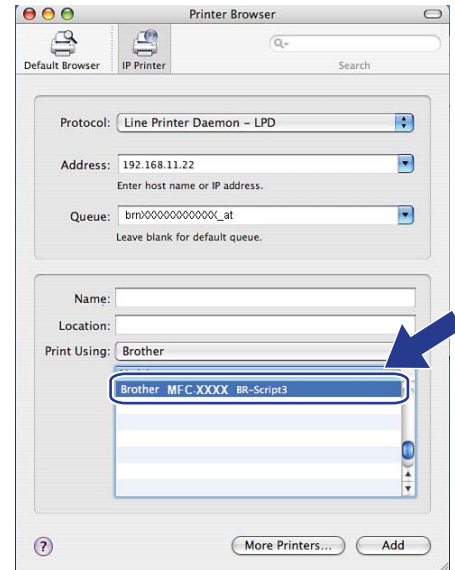 Printer Browser
Default Browser
IP Printer
Search
Protocol: Line Printer Daemon – LPD
Address: 192.168.11.22
Enter host name or IP address.
Queue:
Leave blank for default queue.
Name:
Location:
Print Using: Brother
Brother MFC-XXXX BR-Script3
? More Printers... Add